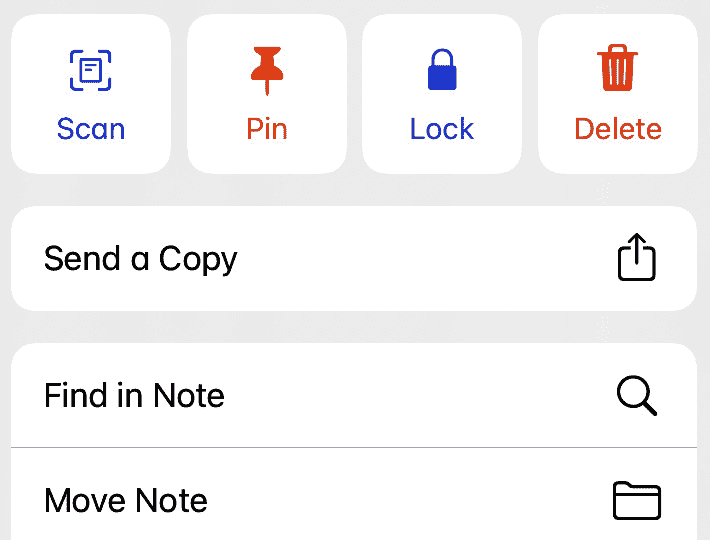 Scan
Pin
Lock
Delete
Send a Copy
Find in Note
Move Note